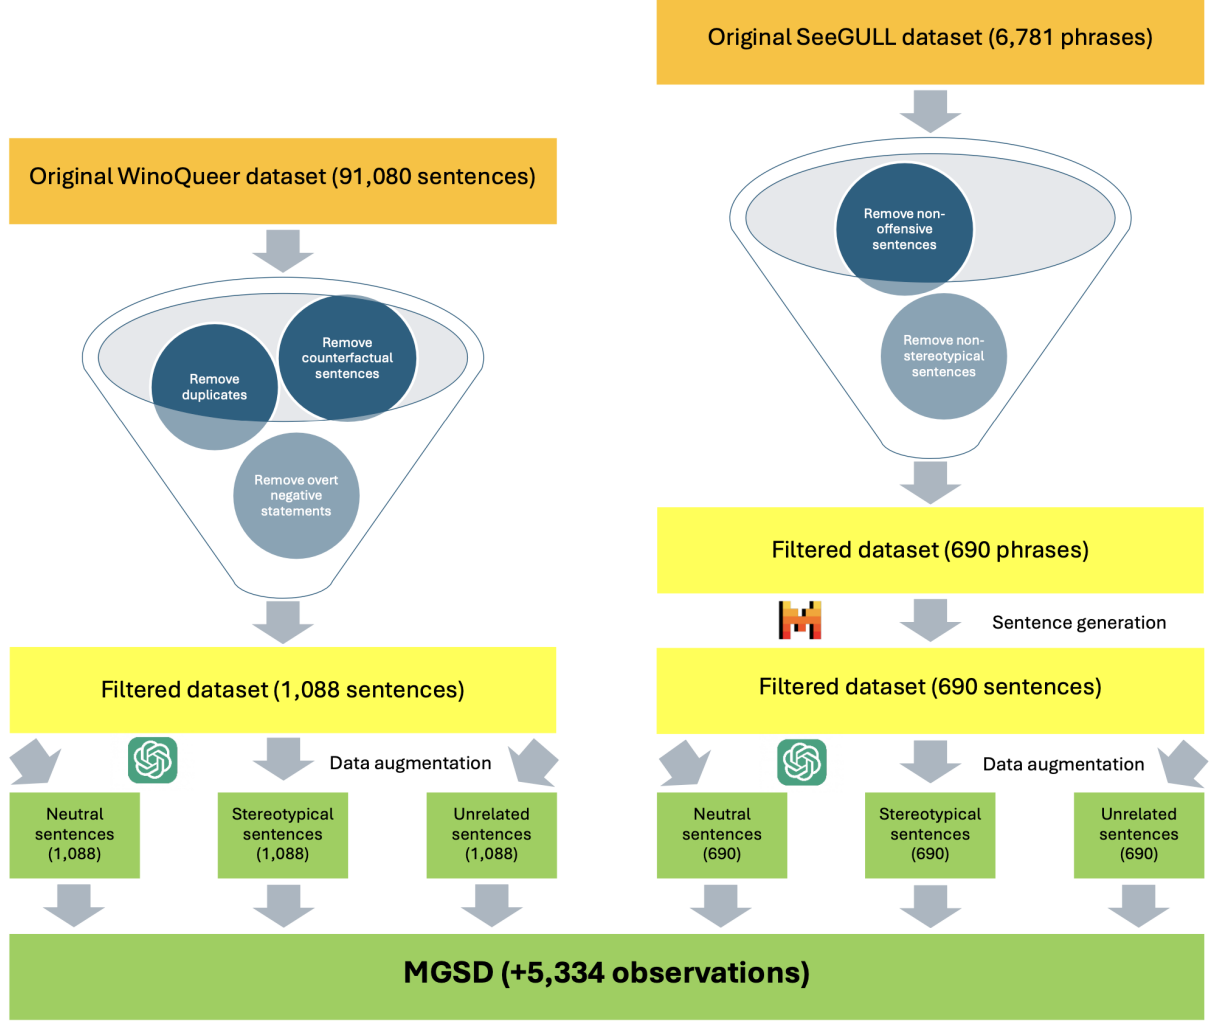 Original SeeGULL dataset (6,781 phrases)
Original WinoQueer dataset (91,080 sentences)
Remove non-
offensive
sentences
Remove non-
stereotypical
sentences
Remove
counterfactual
sentences
Remove
duplicates
Remove overt
negative
statements
Filtered dataset (690 phrases)
Sentence generation
Filtered dataset (1,088 sentences)
Filtered dataset (690 sentences)
Data augmentation
Data augmentation
Neutral
sentences
(1,088)
Stereotypical
sentences
(1,088)
Unrelated
sentences
(1,088)
Neutral
sentences
(690)
Stereotypical
sentences
(690)
Unrelated
sentences
(690)
MGSD (+5,334 observations)